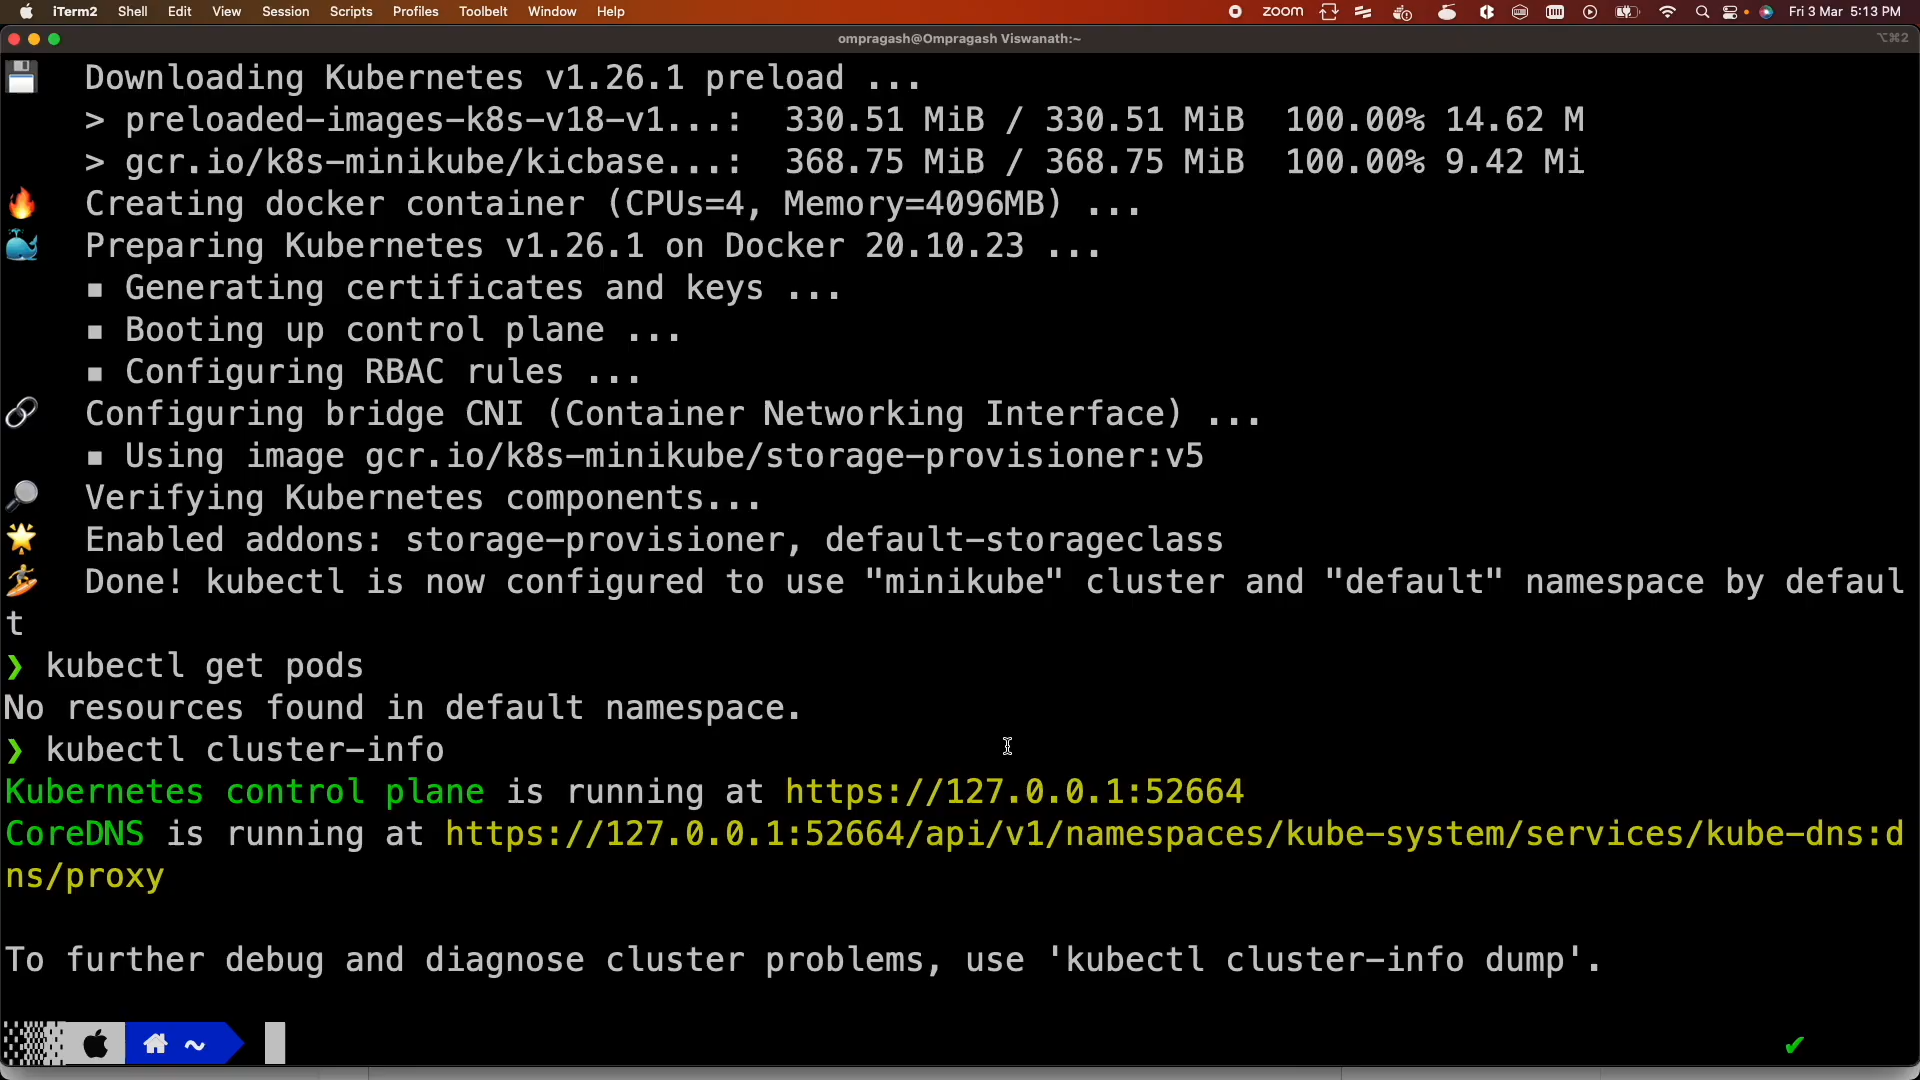 iTerm2 Shell Edit View Session Scripts Profiles Toolbelt Window Help zoom Fri 3 Mar 5:13 PM
ompragash@Ompragash Viswanath:~ ⌥⌘2
Downloading Kubernetes v1.26.1 preload ...
> preloaded-images-k8s-v18-v1...: 330.51 MiB / 330.51 MiB 100.00% 14.62 M
> gcr.io/k8s-minikube/kicbase...: 368.75 MiB / 368.75 MiB 100.00% 9.42 Mi
Creating docker container (CPUs=4, Memory=4096MB) ...
Preparing Kubernetes v1.26.1 on Docker 20.10.23 ...
▪ Generating certificates and keys ...
▪ Booting up control plane ...
▪ Configuring RBAC rules ...
Configuring bridge CNI (Container Networking Interface) ...
▪ Using image gcr.io/k8s-minikube/storage-provisioner:v5
Verifying Kubernetes components...
Enabled addons: storage-provisioner, default-storageclass
Done! kubectl is now configured to use "minikube" cluster and "default" namespace by defaul
t
❯ kubectl get pods
No resources found in default namespace.
❯ kubectl cluster-info
Kubernetes control plane is running at https://127.0.0.1:52664
CoreDNS is running at https://127.0.0.1:52664/api/v1/namespaces/kube-system/services/kube-dns:d
ns/proxy
To further debug and diagnose cluster problems, use 'kubectl cluster-info dump'.
~ ✔